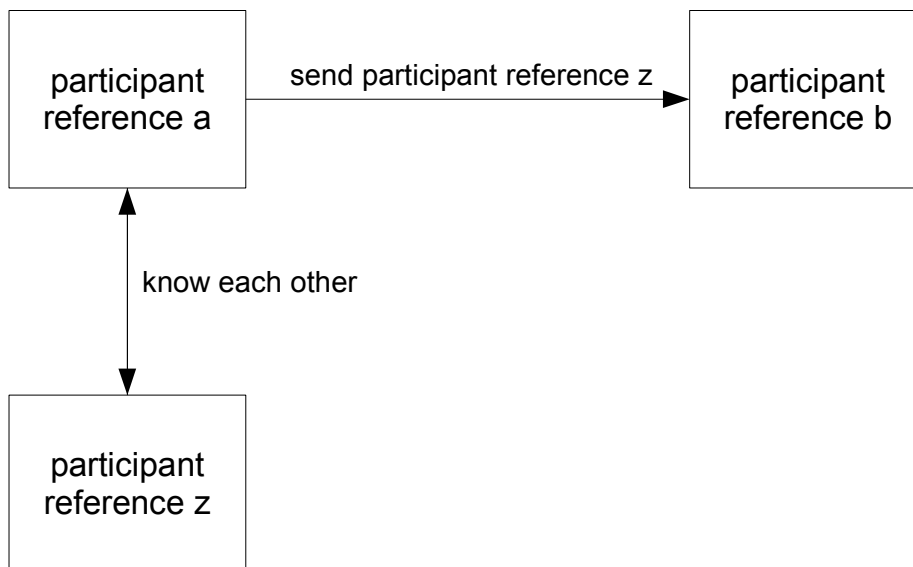 participant
reference a
send participant reference z
participant
reference b
know each other
participant
reference z